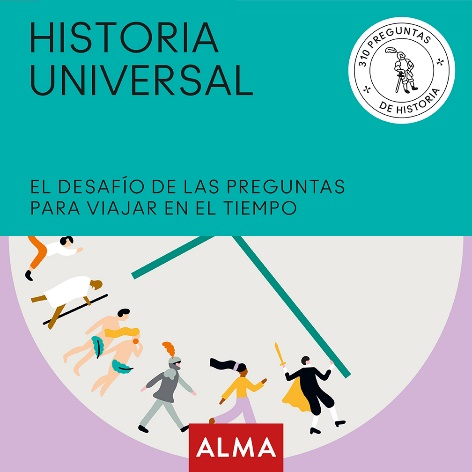 HISTORIA
UNIVERSAL
310 PREGUNTAS
DE HISTORIA
EL DESAFÍO DE LAS PREGUNTAS
PARA VIAJAR EN EL TIEMPO
ALMA